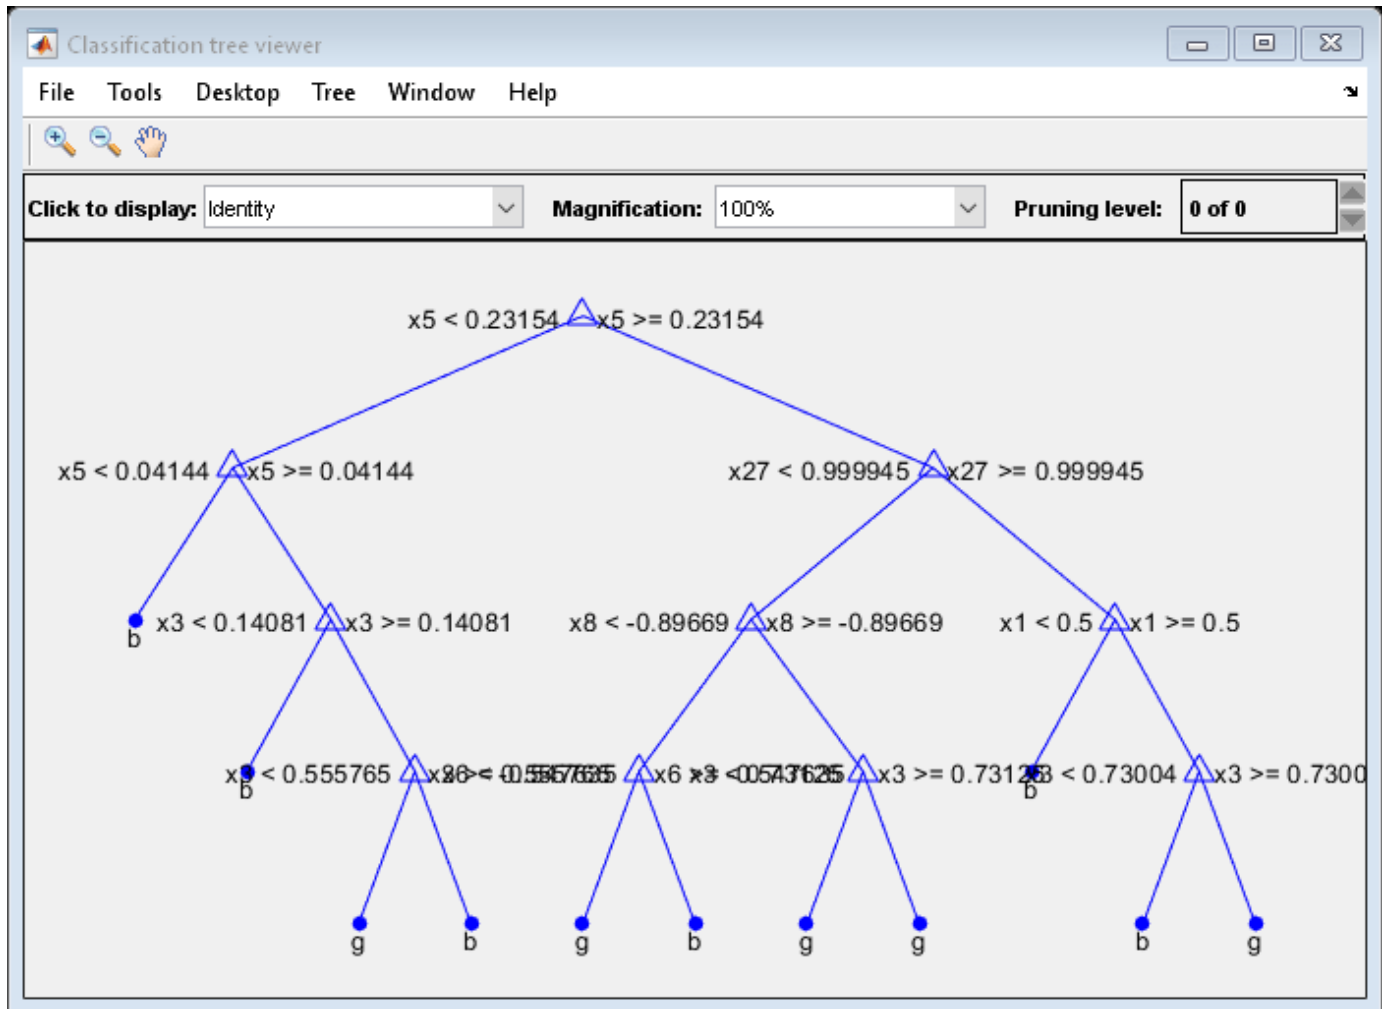 Classification tree viewer
File Tools Desktop Tree Window Help
Click to display: Identity Magnification: 100% Pruning level: 0 of 0
x5 < 0.23154 x5 >= 0.23154
x5 < 0.04144 x5 >= 0.04144 x27 < 0.999945 x27 >= 0.999945
b x3 < 0.14081 x3 >= 0.14081 x8 < -0.89669 x8 >= -0.89669 x1 < 0.5 x1 >= 0.5
b < 0.555765 x6 x3 >= 0.73125 b < 0.73004 x3 >= 0.7300
g b g b g g b g